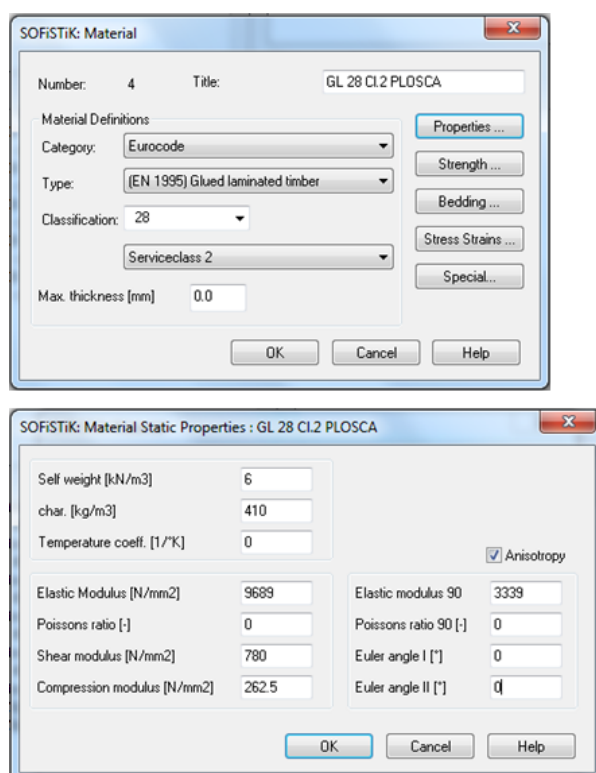 SOFiSTiK: Material
Number: 4 Title: GL 28 Cl.2 PLOSCA
Material Definitions
Category: Eurocode
Type: (EN 1995) Glued laminated timber
Classification: 28
Serviceclass 2
Max. thickness [mm] 0.0
Properties ...
Strength ...
Bedding ...
Stress Strains ...
Special...
OK Cancel Help
SOFiSTiK: Material Static Properties : GL 28 Cl.2 PLOSCA
Self weight [kN/m3] 6
char. [kg/m3] 410
Temperature coeff. [1/°K] 0
Anisotropy
Elastic Modulus [N/mm2] 9689
Poissons ratio [-] 0
Shear modulus [N/mm2] 780
Compression modulus [N/mm2] 262.5
Elastic modulus 90 3339
Poissons ratio 90 [-] 0
Euler angle I [°] 0
Euler angle II [°] 0
OK Cancel Help